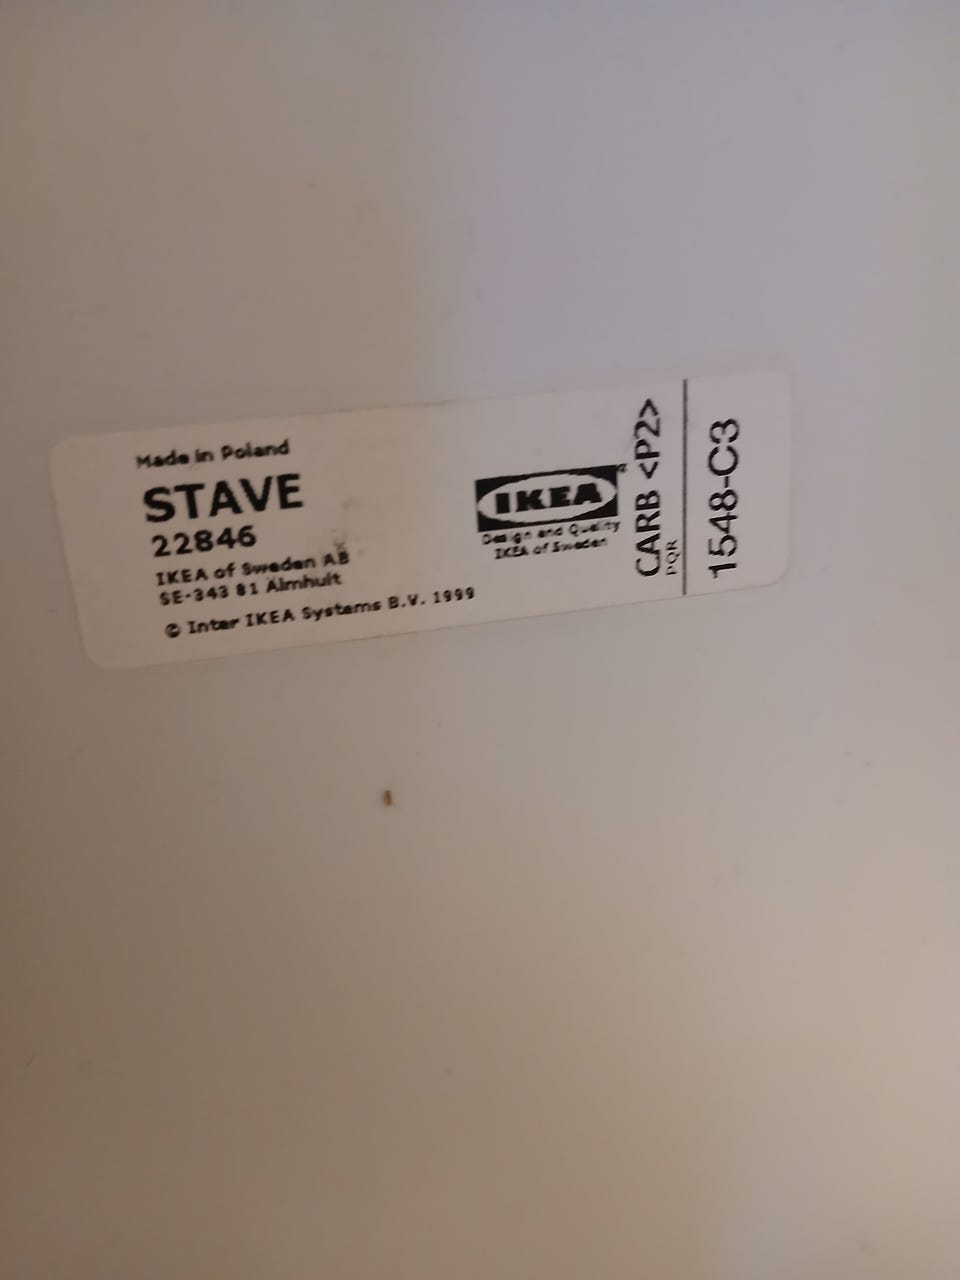 Made in Poland
STAVE
22846
IKEA of Sweden AB
SE-343 81 Älmhult
© Inter IKEA Systems B.V. 1999
IKEA®
Design and Quality
IKEA of Sweden
CARB <P2>
PQR
1548-C3